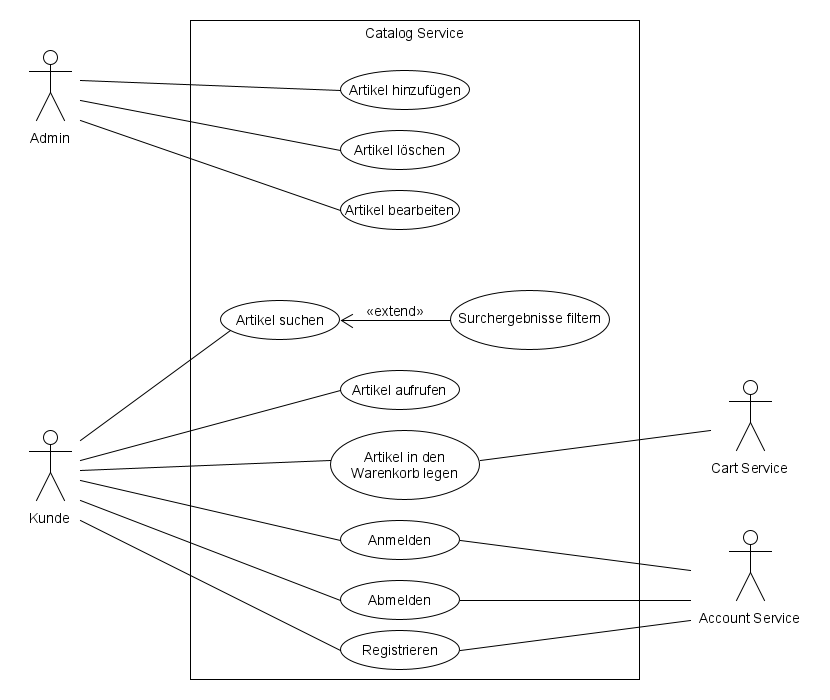 Catalog Service
Artikel hinzufügen
Admin
Artikel löschen
Artikel bearbeiten
«extend»
Artikel suchen
Surchergebnisse filtern
Artikel aufrufen
Artikel in den
Warenkorb legen
Cart Service
Kunde
Anmelden
Abmelden
Account Service
Registrieren